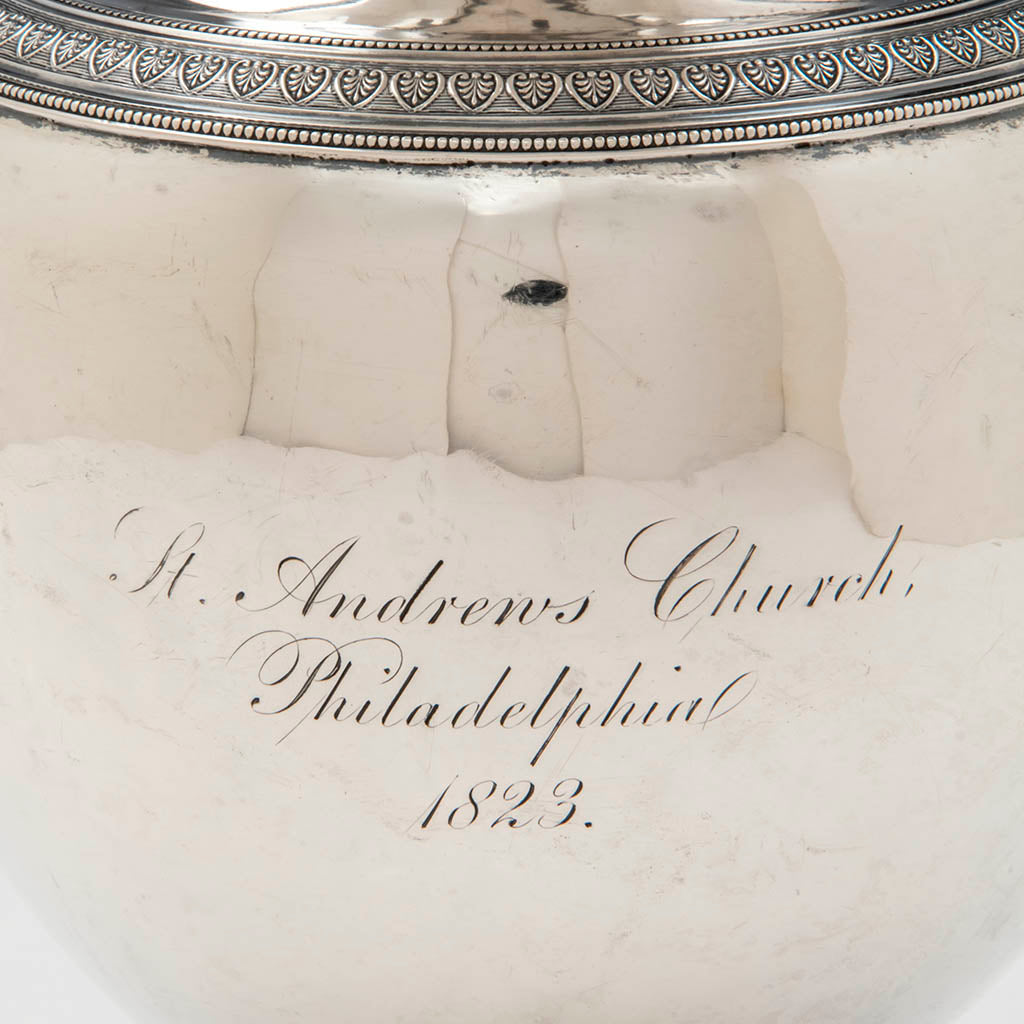 St. Andrews Church,
Philadelphia
1823.